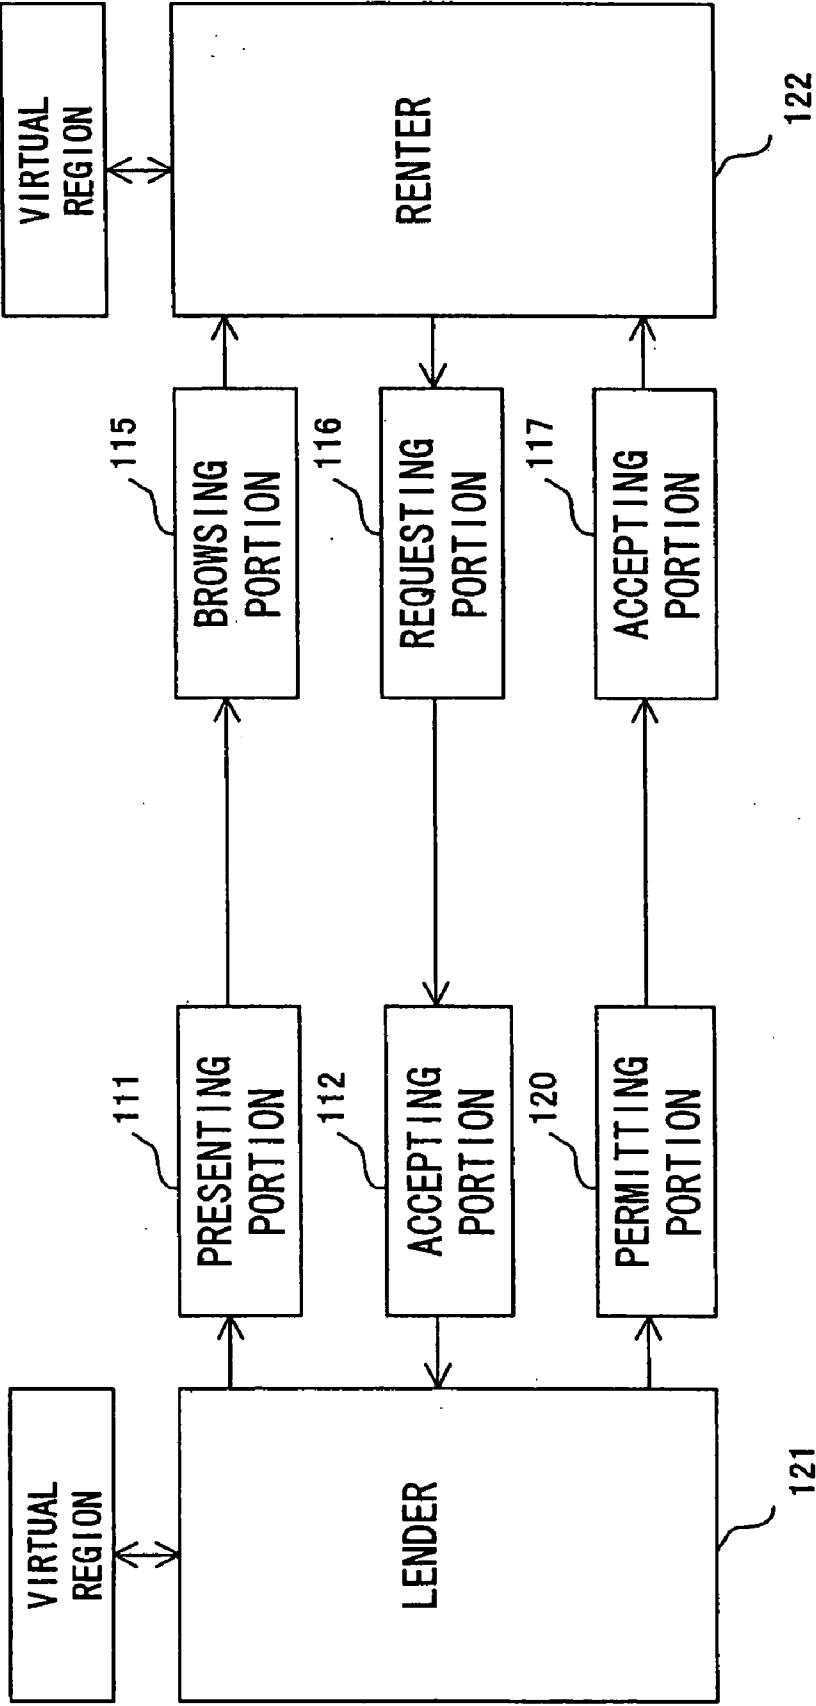 VIRTUAL
REGION
VIRTUAL
REGION
LENDER
121
111
PRESENTING
PORTION
115
BROWSING
PORTION
112
ACCEPTING
PORTION
116
REQUESTING
PORTION
120
PERMITTING
PORTION
117
ACCEPTING
PORTION
RENTER
122